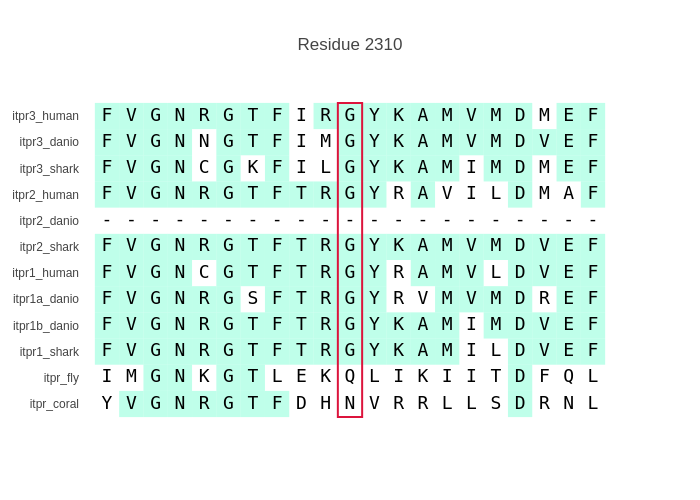 Residue 2310
itpr3_human F V G N R G T F I R G Y K A M V M D M E F
itpr3_danio F V G N N G T F I M G Y K A M V M D V E F
itpr3_shark F V G N C G K F I L G Y K A M I M D M E F
itpr2_human F V G N R G T F T R G Y R A V I L D M A F
itpr2_danio - - - - - - - - - - - - - - - - - - - - -
itpr2_shark F V G N R G T F T R G Y K A M V M D V E F
itpr1_human F V G N C G T F T R G Y R A M V L D V E F
itpr1a_danio F V G N R G S F T R G Y R V M V M D R E F
itpr1b_danio F V G N R G T F T R G Y K A M I M D V E F
itpr1_shark F V G N R G T F T R G Y K A M I L D V E F
itpr_fly I M G N K G T L E K Q L I K I I T D F Q L
itpr_coral Y V G N R G T F D H N V R R L L S D R N L